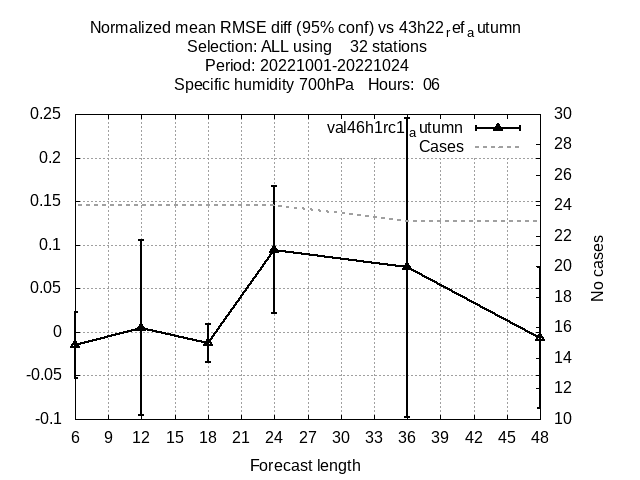 Normalized mean RMSE diff (95% conf) vs 43h22refautumn
Selection: ALL using 32 stations
Period: 20221001-20221024
Specific humidity 700hPa Hours: 06
0.25
0.2
0.15
0.1
0.05
0
-0.05
-0.1
val46h1rc1autumn
Cases
30
28
26
24
22
20
18
16
14
12
10
No cases
6 9 12 15 18 21 24 27 30 33 36 39 42 45 48
Forecast length